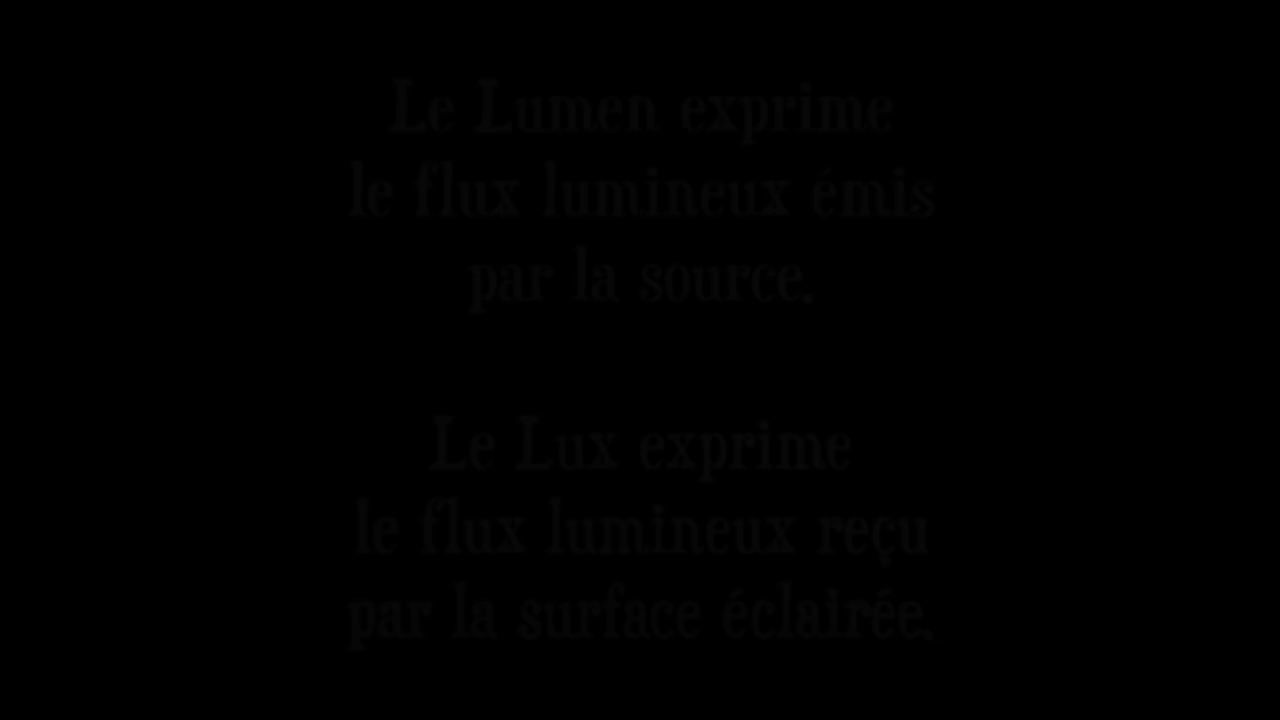 Le Lumen exprime
le flux lumineux émis
par la source.
Le Lux exprime
le flux lumineux reçu
par la surface éclairée.